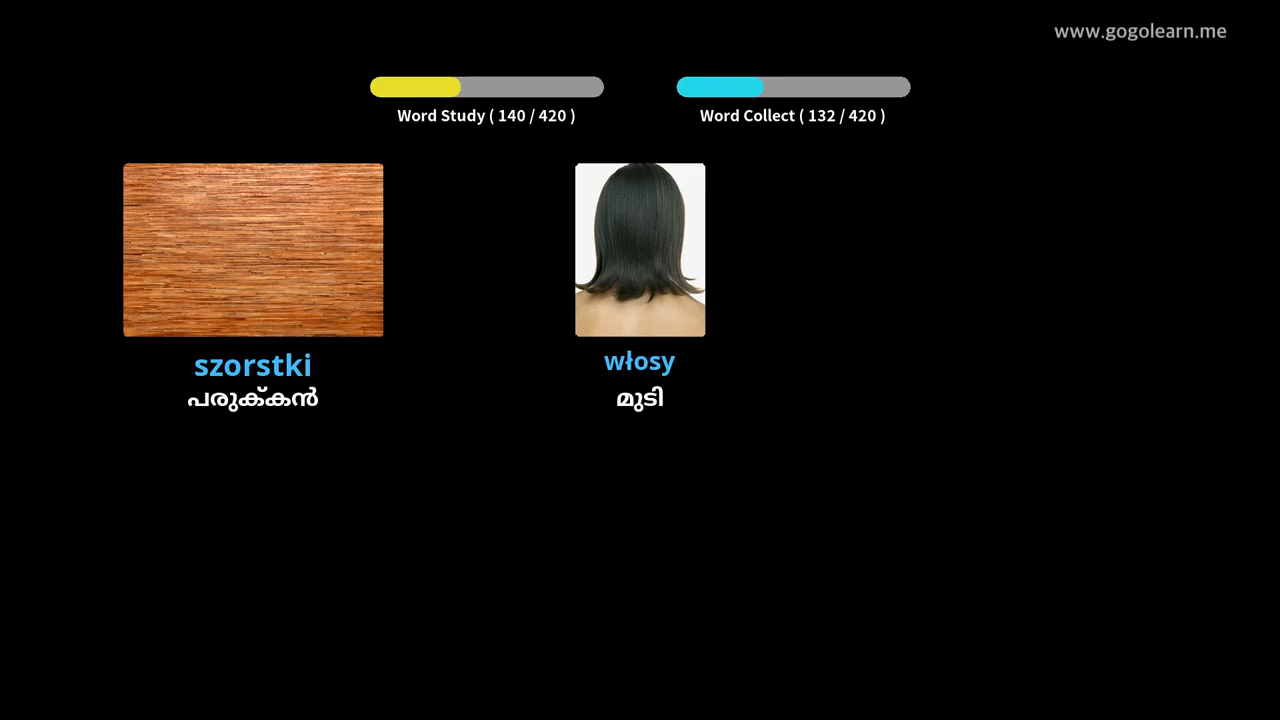 www.gogolearn.me
Word Study ( 140 / 420 )
Word Collect ( 132 / 420 )
szorstki
പരുക്കൻ
włosy
മുടി